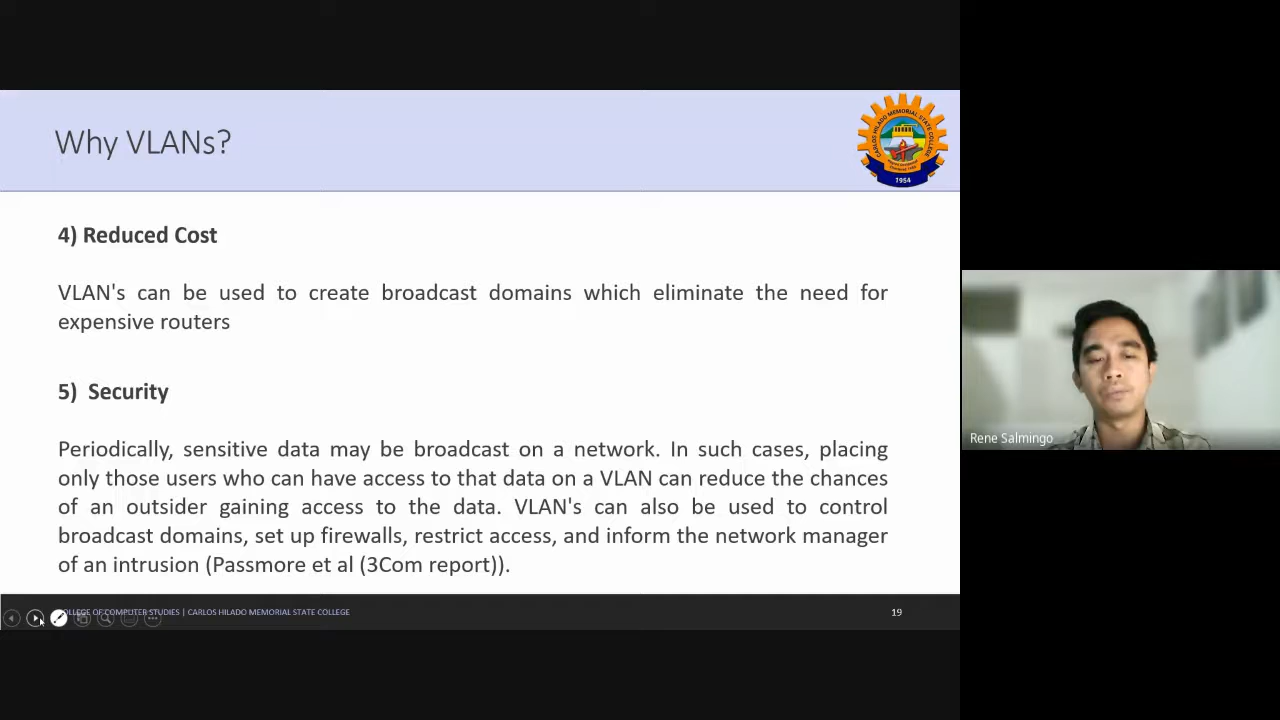 Why VLANs?
CARLOS HILADO MEMORIAL STATE COLLEGE
1954
4) Reduced Cost
VLAN's can be used to create broadcast domains which eliminate the need for
expensive routers
5) Security
Periodically, sensitive data may be broadcast on a network. In such cases, placing
only those users who can have access to that data on a VLAN can reduce the chances
of an outsider gaining access to the data. VLAN's can also be used to control
broadcast domains, set up firewalls, restrict access, and inform the network manager
of an intrusion (Passmore et al (3Com report)).
OF COMPUTER STUDIES | CARLOS HILADO MEMORIAL STATE COLLEGE
19
Rene Salmingo